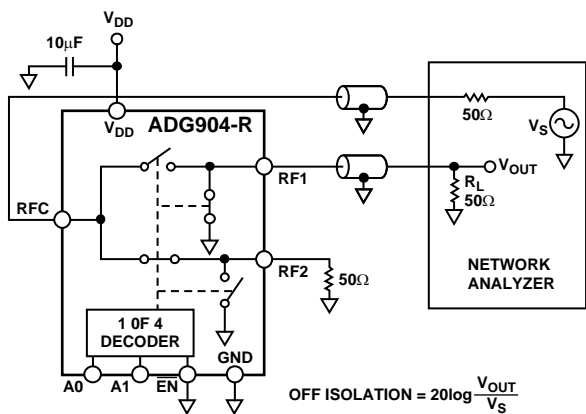 VDD
10µF
VDD
ADG904-R
50Ω
VS
RF1
VOUT
RL
50Ω
RFC
RF2
50Ω
NETWORK
ANALYZER
1 0F 4
DECODER
GND
A0
A1
EN
OFF ISOLATION = 20log VOUT/VS